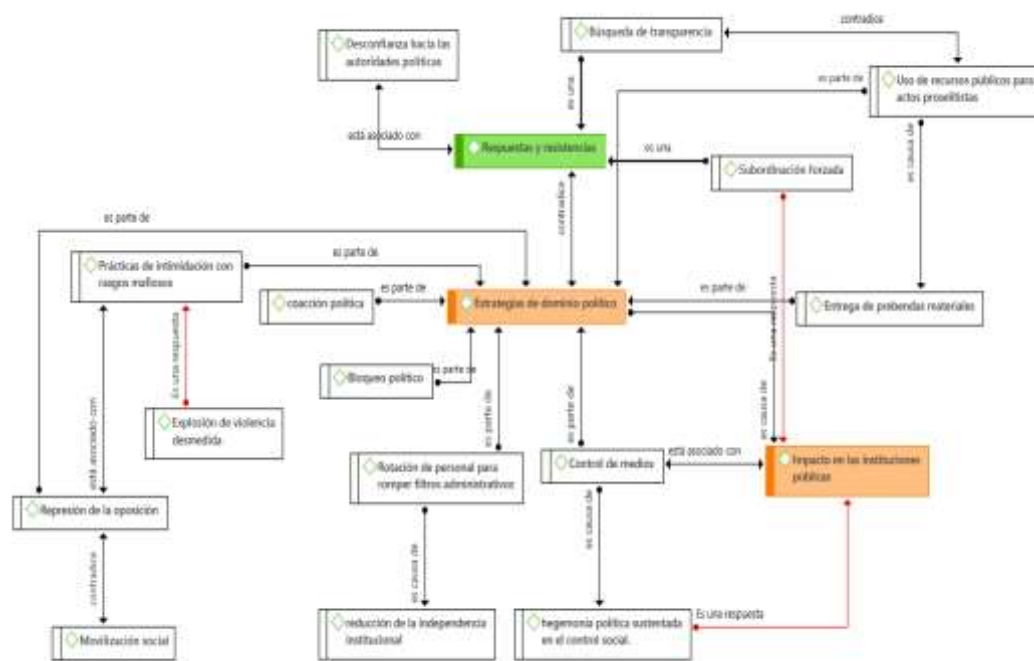 contradice
Búsqueda de transparencia
Desconfianza hacia las
autoridades políticas
es parte de
Uso de recursos públicos para
actos proselitistas
es una
está asociado con
Respuestas y resistencias
es una
Subordinación forzada
es causa de
contradice
es parte de
Prácticas de intimidación con
rasgos mafiosos
es parte de
coacción política
es parte de
Estrategias de dominio político
es parte de
Entrega de prebendas materiales
Es una respuesta
Es una respuesta
Bloqueo político
es parte de
es causa de
Explosión de violencia
desmedida
está asociado con
es parte de
es parte de
Rotación de personal para
romper filtros administrativos
Control de medios
está asociado con
Impacto en las instituciones
públicas
Represión de la oposición
es causa de
es causa de
contradice
Movilización social
reducción de la independencia
institucional
hegemonía política sustentada
en el control social.
Es una respuesta